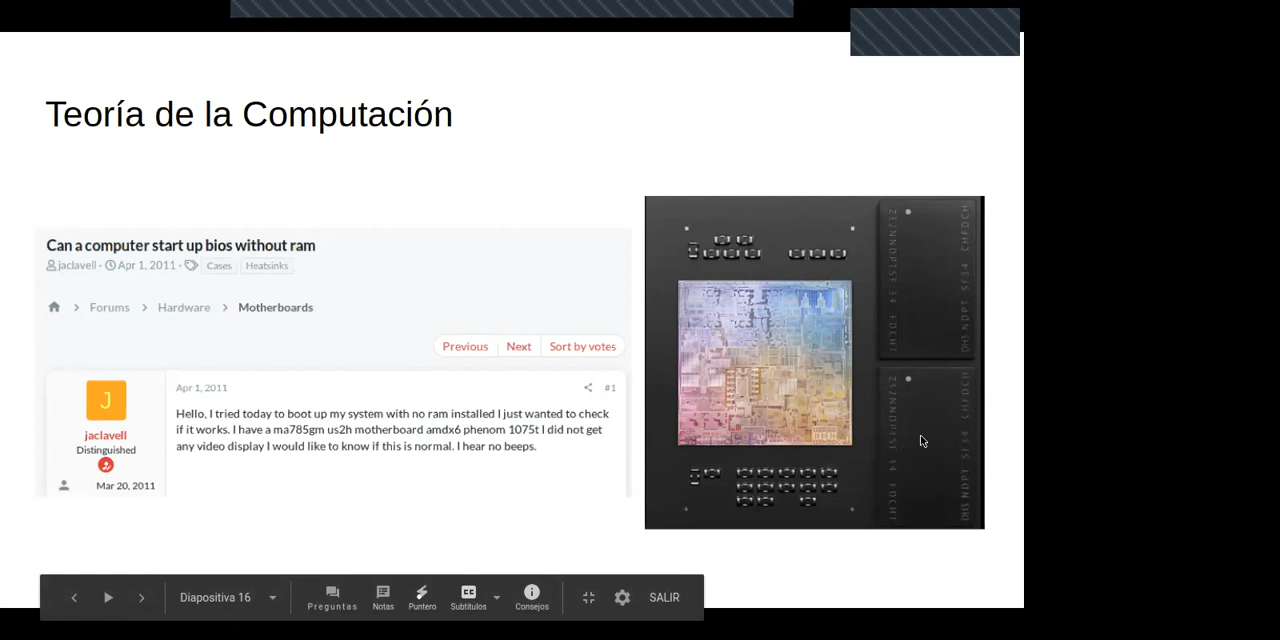 Teoría de la Computación
Can a computer start up bios without ram
jaclavell · Apr 1, 2011 · Cases Heatsinks
Forums > Hardware > Motherboards
Previous Next Sort by votes
J
jaclavell
Distinguished
Mar 20, 2011
Apr 1, 2011 #1
Hello, I tried today to boot up my system with no ram installed I just wanted to check
if it works. I have a ma785gm us2h motherboard amdx6 phenom 1075t I did not get
any video display I would like to know if this is normal. I hear no beeps.
Diapositiva 16
Preguntas
Notas
Puntero
CC
Subtítulos
Consejos
SALIR